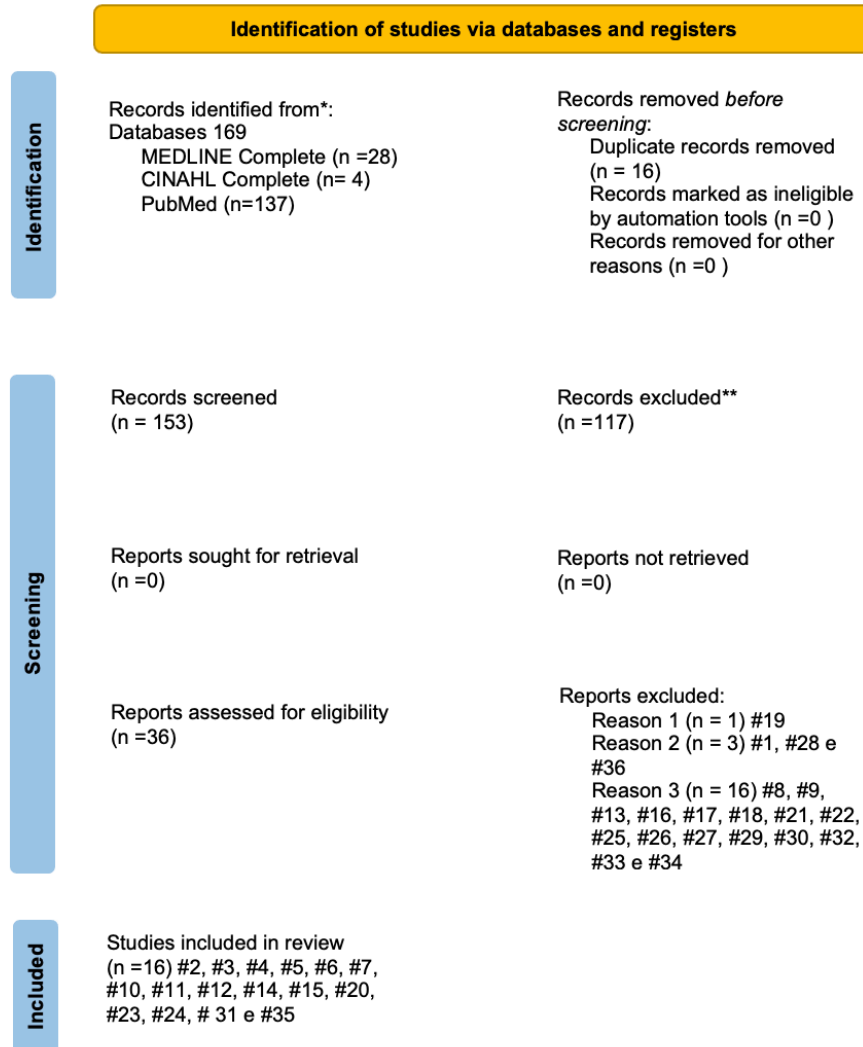 Identification of studies via databases and registers
Identification
Records identified from*:
Databases 169
MEDLINE Complete (n =28)
CINAHL Complete (n= 4)
PubMed (n=137)
Records removed before
screening:
Duplicate records removed
(n = 16)
Records marked as ineligible
by automation tools (n =0 )
Records removed for other
reasons (n =0 )
Screening
Records screened
(n = 153)
Records excluded**
(n =117)
Reports sought for retrieval
(n =0)
Reports not retrieved
(n =0)
Reports assessed for eligibility
(n =36)
Reports excluded:
Reason 1 (n = 1) #19
Reason 2 (n = 3) #1, #28 e
#36
Reason 3 (n = 16) #8, #9,
#13, #16, #17, #18, #21, #22,
#25, #26, #27, #29, #30, #32,
#33 e #34
Included
Studies included in review
(n =16) #2, #3, #4, #5, #6, #7,
#10, #11, #12, #14, #15, #20,
#23, #24, # 31 e #35